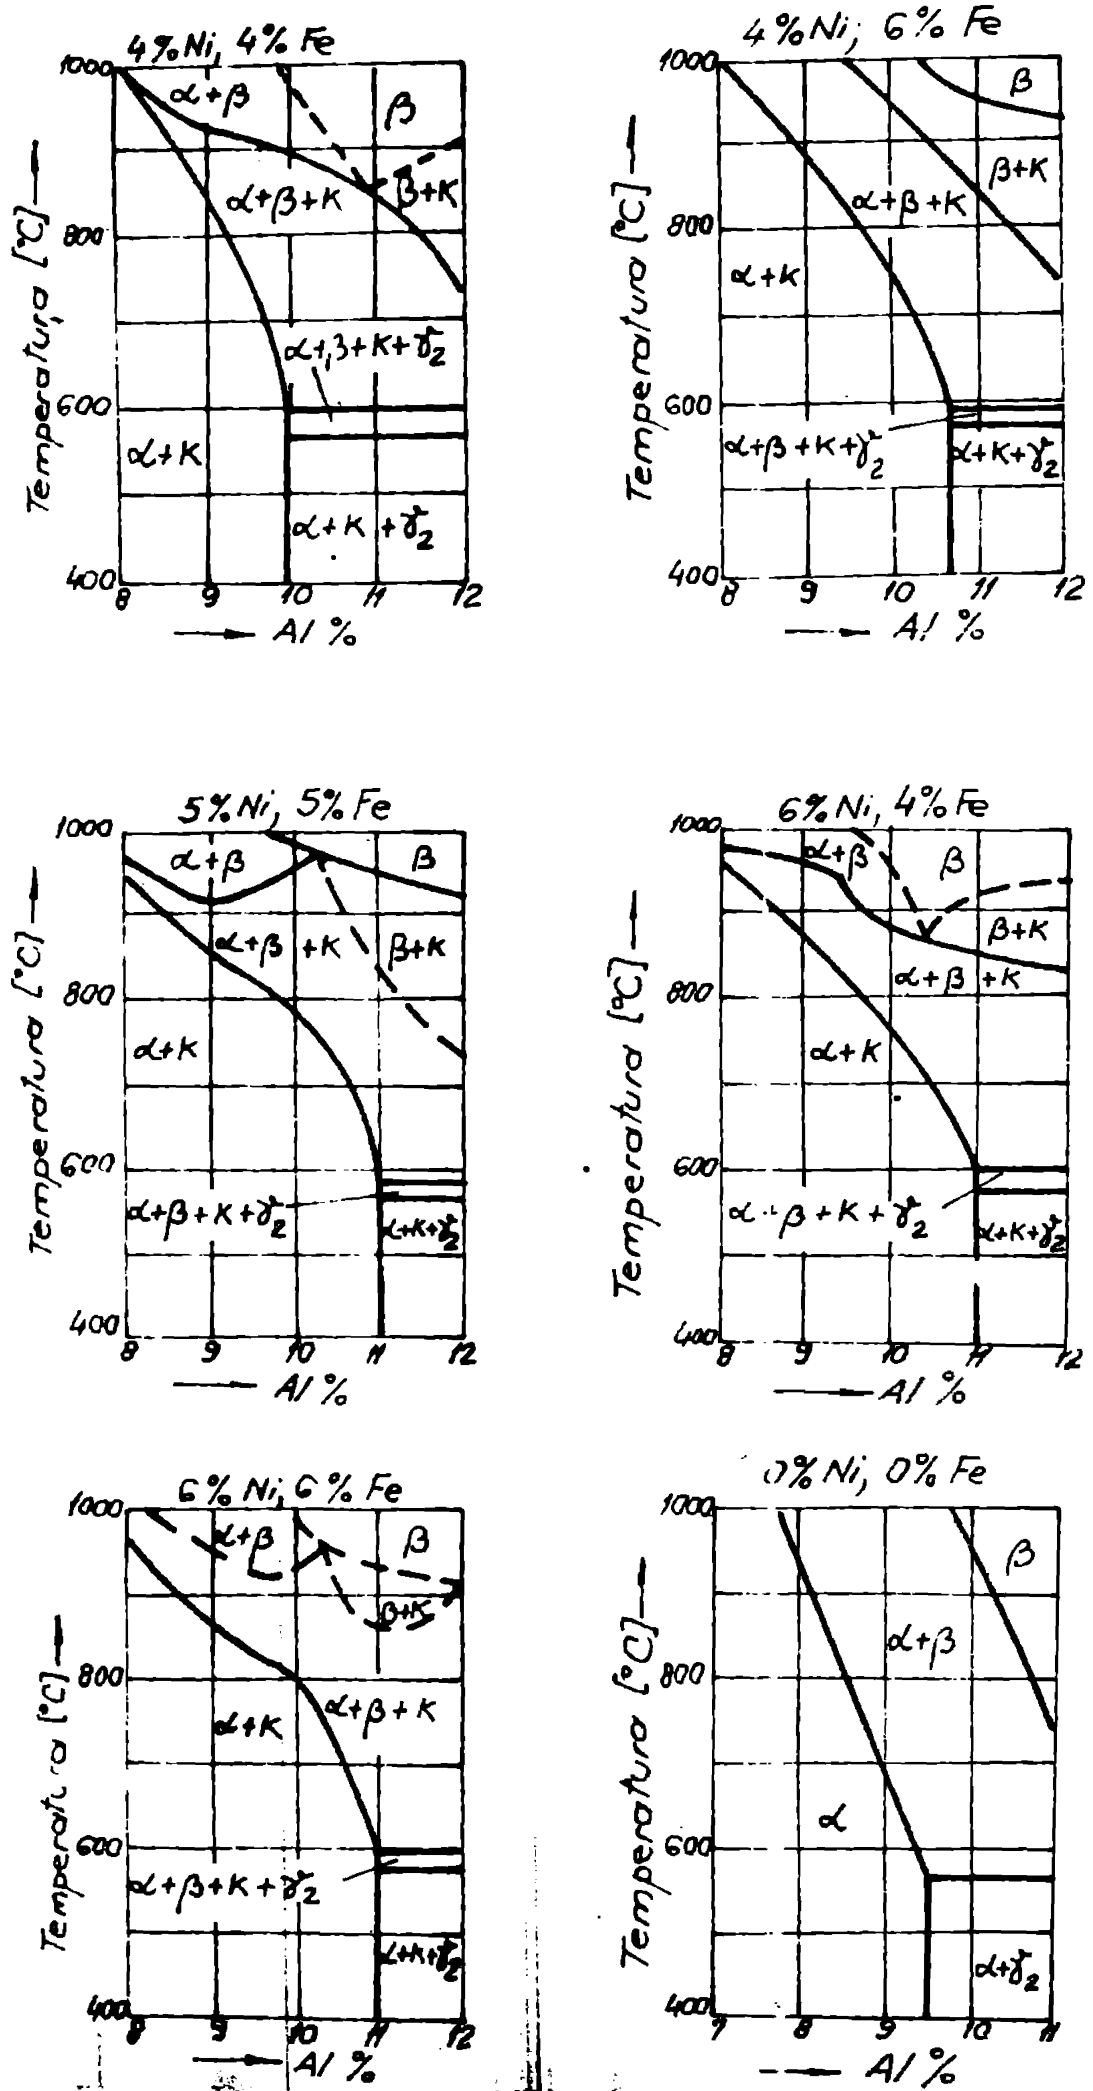 4%Ni, 4% Fe
1000
α+β
β
α+β+K
β+K
800
α+β+K+γ2
600
α+K
α+K+γ2
400
8 9 10 11 12
Al %
Temperatura [°C]
4%Ni; 6% Fe
1000
β
β+K
α+β+K
800
α+K
600
α+β+K+γ2
α+K+γ2
400
8 9 10 11 12
Al %
Temperatura [°C]
5%Ni, 5% Fe
1000
α+β
β
α+β+K
β+K
800
α+K
600
α+β+K+γ2
α+K+γ2
400
8 9 10 11 12
Al %
Temperatura [°C]
6%Ni, 4% Fe
1000
α+β
β
β+K
α+β+K
800
α+K
600
α+β+K+γ2
α+K+γ2
400
8 9 10 11 12
Al %
Temperatura [°C]
6% Ni, 6% Fe
1000
α+β
β
β+K
800
α+K
α+β+K
600
α+β+K+γ2
α+K+γ2
400
8 9 10 11 12
Al %
Temperatura [°C]
0% Ni, 0% Fe
1000
β
α+β
800
α
600
α+γ2
400
7 8 9 10 11
Al %
Temperatura [°C]